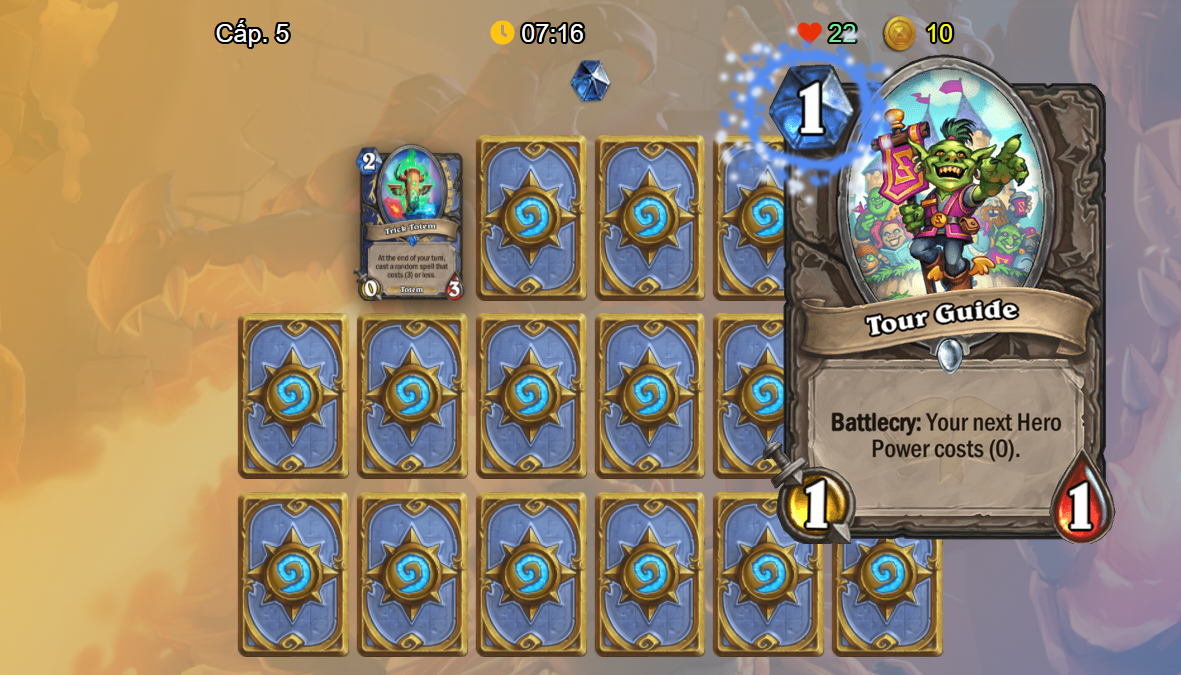 Cấp. 5
07:16
22
10
1
2
Trick Totem
At the end of your turn,
cast a random spell that
costs (3) or less.
0
Totem
3
Tour Guide
Battlecry: Your next Hero
Power costs (0).
1
1